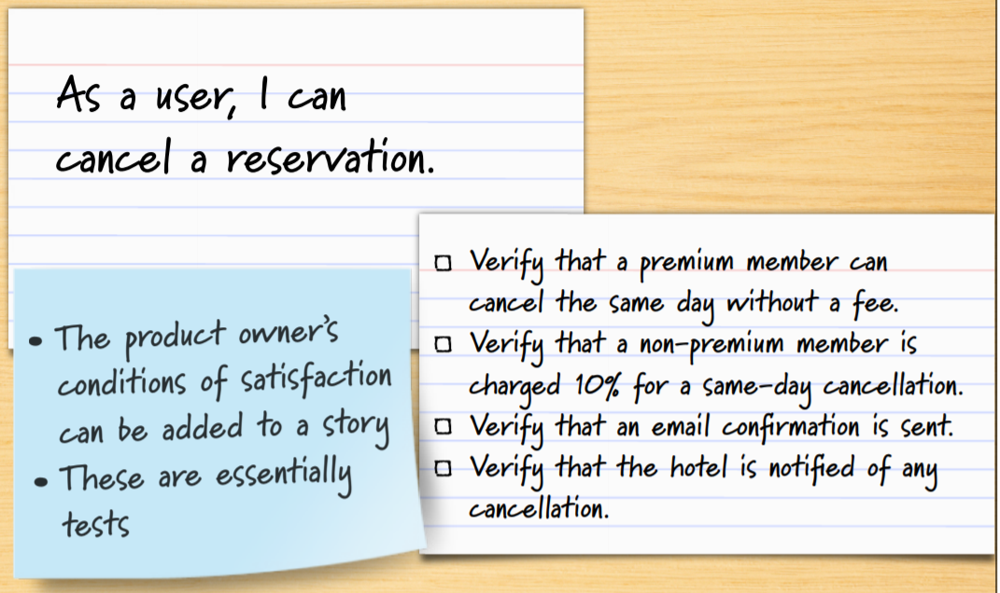 As a user, I can
cancel a reservation.
• The product owner's
conditions of satisfaction
can be added to a story
• These are essentially
tests
☐ Verify that a premium member can
cancel the same day without a fee.
☐ Verify that a non-premium member is
charged 10% for a same-day cancellation.
☐ Verify that an email confirmation is sent.
☐ Verify that the hotel is notified of any
cancellation.